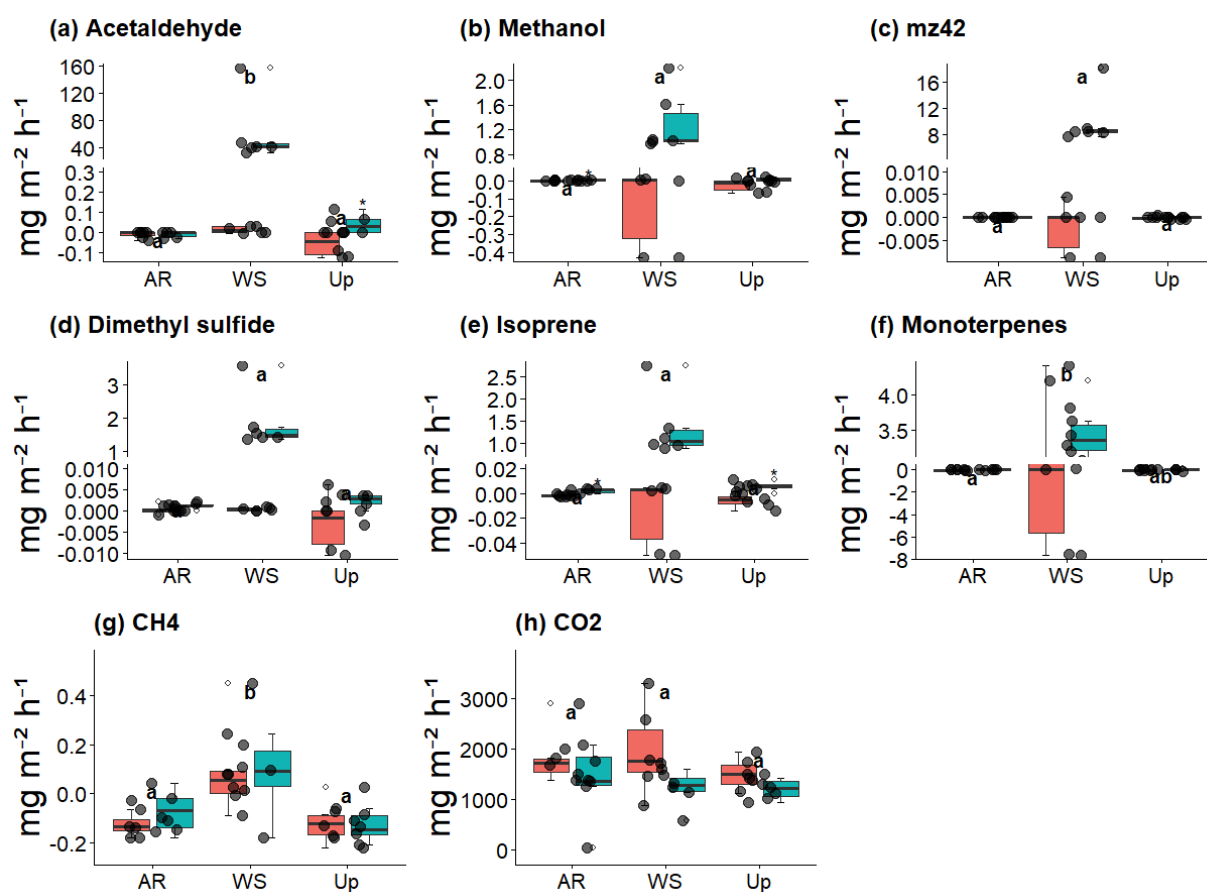 (a) Acetaldehyde
(b) Methanol
(c) mz42
mg m⁻² h⁻¹
160
120
80
40
0.3
0.2
0.1
0.0
-0.1
b
a
a
*
AR WS Up
mg m⁻² h⁻¹
2.0
1.6
1.2
0.8
0.0
-0.1
-0.2
-0.3
-0.4
a
a
*
a
AR WS Up
mg m⁻² h⁻¹
16
12
8
0.010
0.005
0.000
-0.005
a
a
a
AR WS Up
(d) Dimethyl sulfide
(e) Isoprene
(f) Monoterpenes
mg m⁻² h⁻¹
3
2
1
0.010
0.005
0.000
-0.005
-0.010
a
a
AR WS Up
mg m⁻² h⁻¹
2.5
2.0
1.5
1.0
0.02
0.00
-0.02
-0.04
a
*
a
*
a
AR WS Up
mg m⁻² h⁻¹
4.0
3.5
0
-2
-4
-6
-8
b
a
ab
AR WS Up
(g) CH4
(h) CO2
mg m⁻² h⁻¹
0.4
0.2
0.0
-0.2
b
a
a
AR WS Up
mg m⁻² h⁻¹
3000
2000
1000
0
a
a
a
AR WS Up